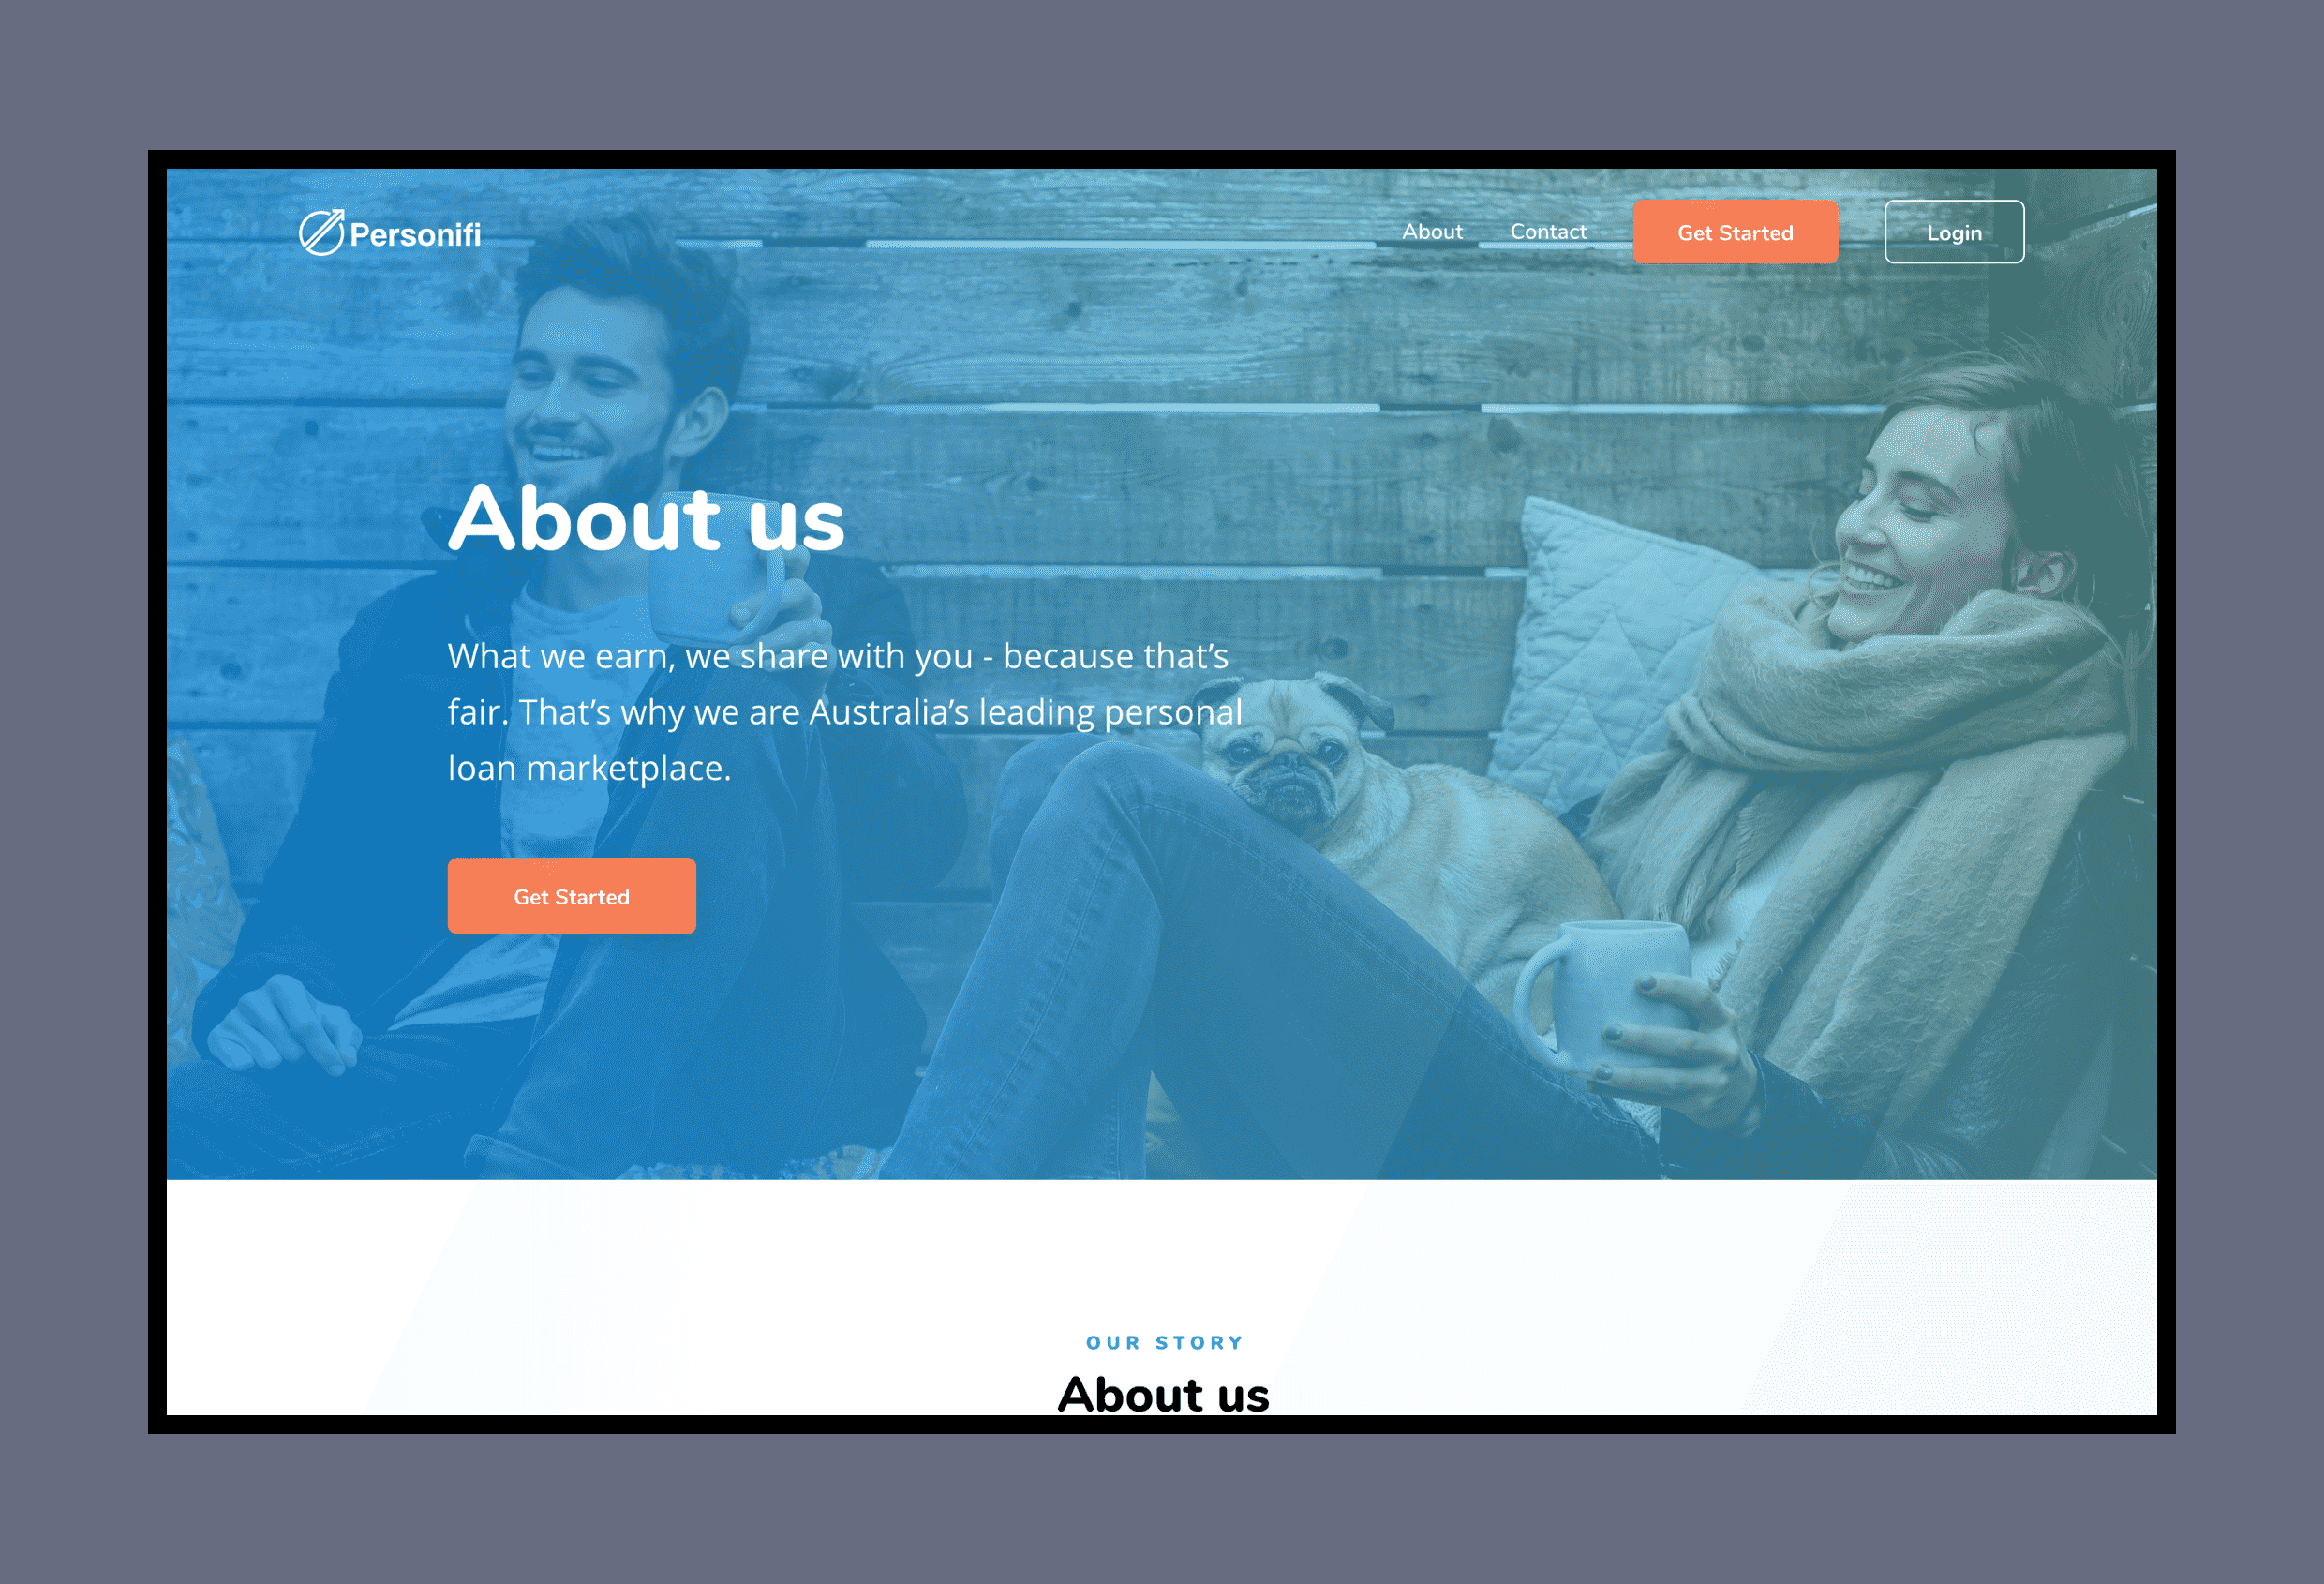 Personifi
About
Contact
Get Started
Login
About us
What we earn, we share with you - because that’s
fair. That’s why we are Australia’s leading personal
loan marketplace.
Get Started
OUR STORY
About us